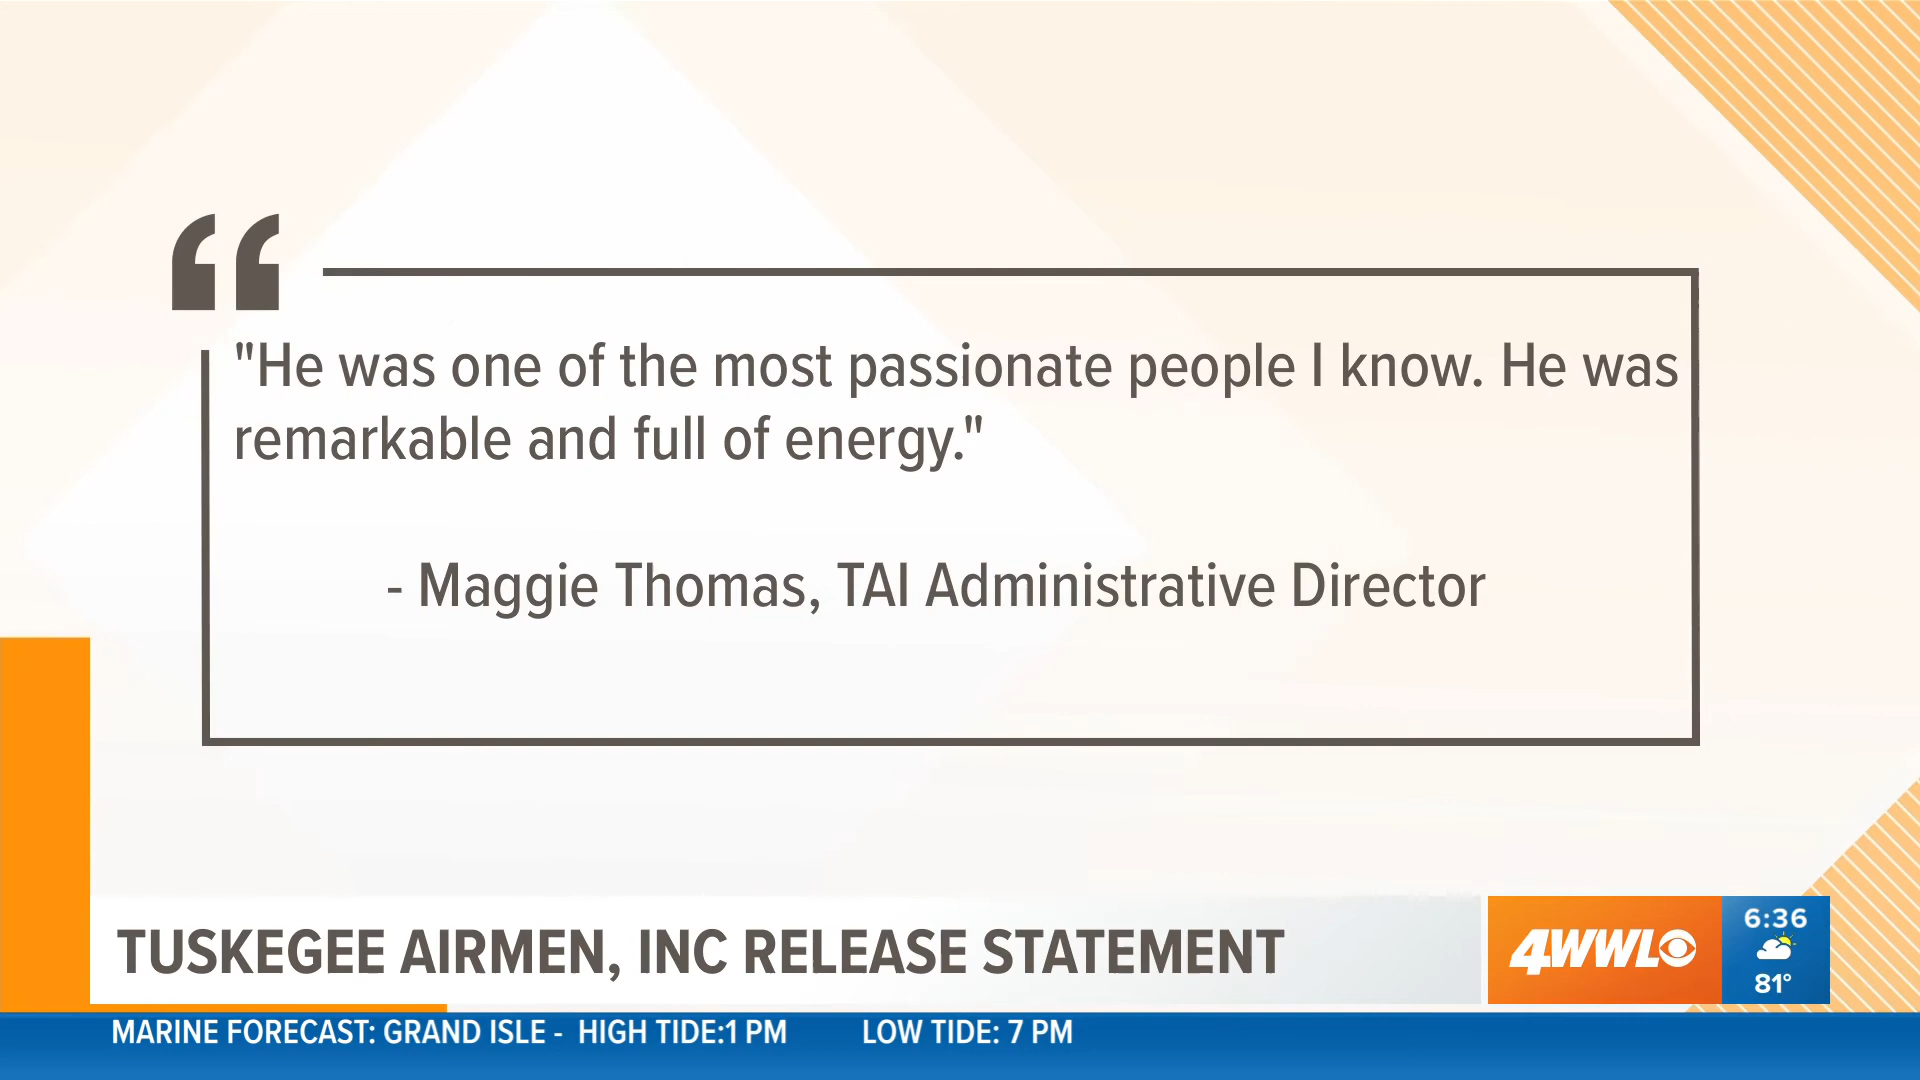 "He was one of the most passionate people I know. He was
remarkable and full of energy."
- Maggie Thomas, TAI Administrative Director
TUSKEGEE AIRMEN, INC RELEASE STATEMENT
4WWL
6:36
81°
MARINE FORECAST: GRAND ISLE - HIGH TIDE:1 PM LOW TIDE: 7 PM